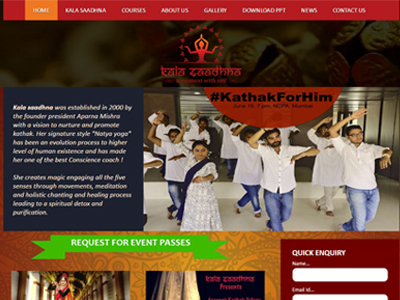 HOME KALA SAADHNA COURSES ABOUT US GALLERY DOWNLOAD PPT NEWS CONTACT US
kala saadhna
#KathakForHim
June 10, 7 pm, NCPA, Mumbai
Kala saadhna was established in 2000 by
the founder president Aparna Mishra
with a vision to nurture and promote
kathak. Her signature style "Natya yoga"
has been an evolution process to higher
level of human existence and has made
her one of the best Conscience coach !
She creates magic engaging all the five
senses through movements, meditation
and holistic chanting and healing process
leading to a spiritual detox and
purification.
REQUEST FOR EVENT PASSES
QUICK ENQUIRY
Name...
Email Id...
kala saadhna
Presents